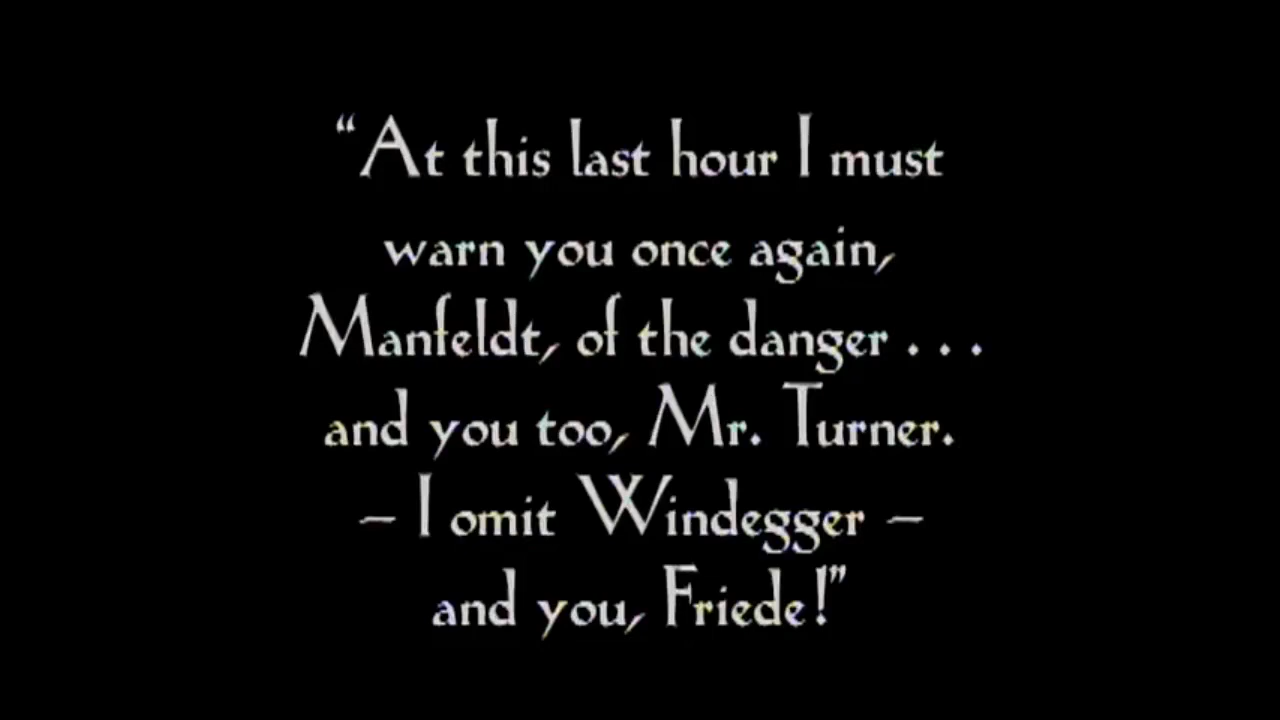 “At this last hour I must
warn you once again,
Manfeldt, of the danger . . .
and you too, Mr. Turner.
– I omit Windegger –
and you, Friede!”